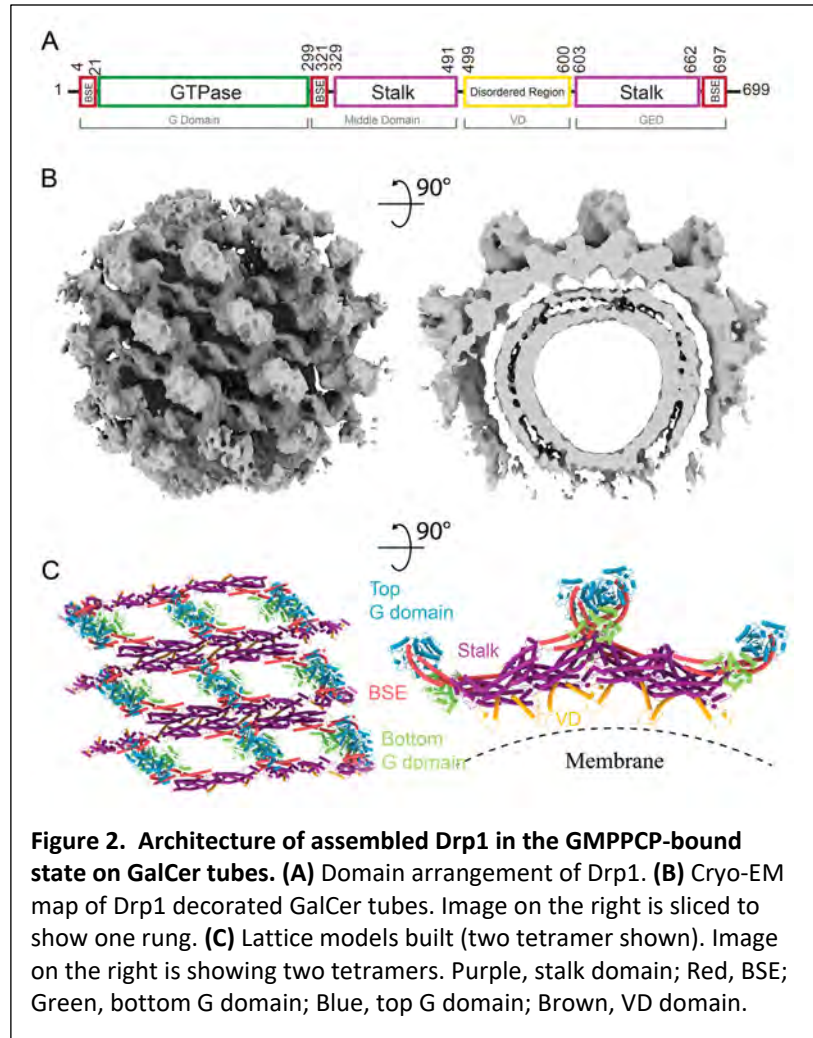 A
4
21
299
321
329
491
499
600
603
662
697
1 BSE GTPase BSE Stalk Disordered Region Stalk BSE 699
G Domain Middle Domain VD GED
B
90°
90°
C
Top
G domain
Stalk
BSE
VD
Bottom
G domain
Membrane
Figure 2. Architecture of assembled Drp1 in the GMPPCP-bound
state on GalCer tubes. (A) Domain arrangement of Drp1. (B) Cryo-EM
map of Drp1 decorated GalCer tubes. Image on the right is sliced to
show one rung. (C) Lattice models built (two tetramer shown). Image
on the right is showing two tetramers. Purple, stalk domain; Red, BSE;
Green, bottom G domain; Blue, top G domain; Brown, VD domain.